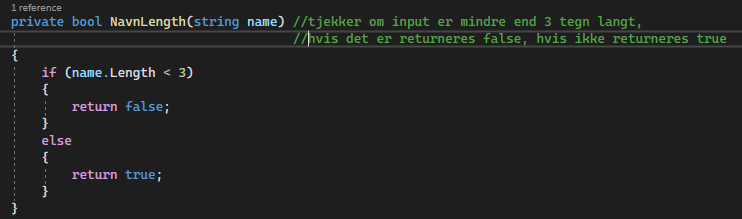 1 reference
private bool NavnLength(string name) //tjekker om input er mindre end 3 tegn langt,
//hvis det er returneres false, hvis ikke returneres true
{
if (name.Length < 3)
{
return false;
}
else
{
return true;
}
}